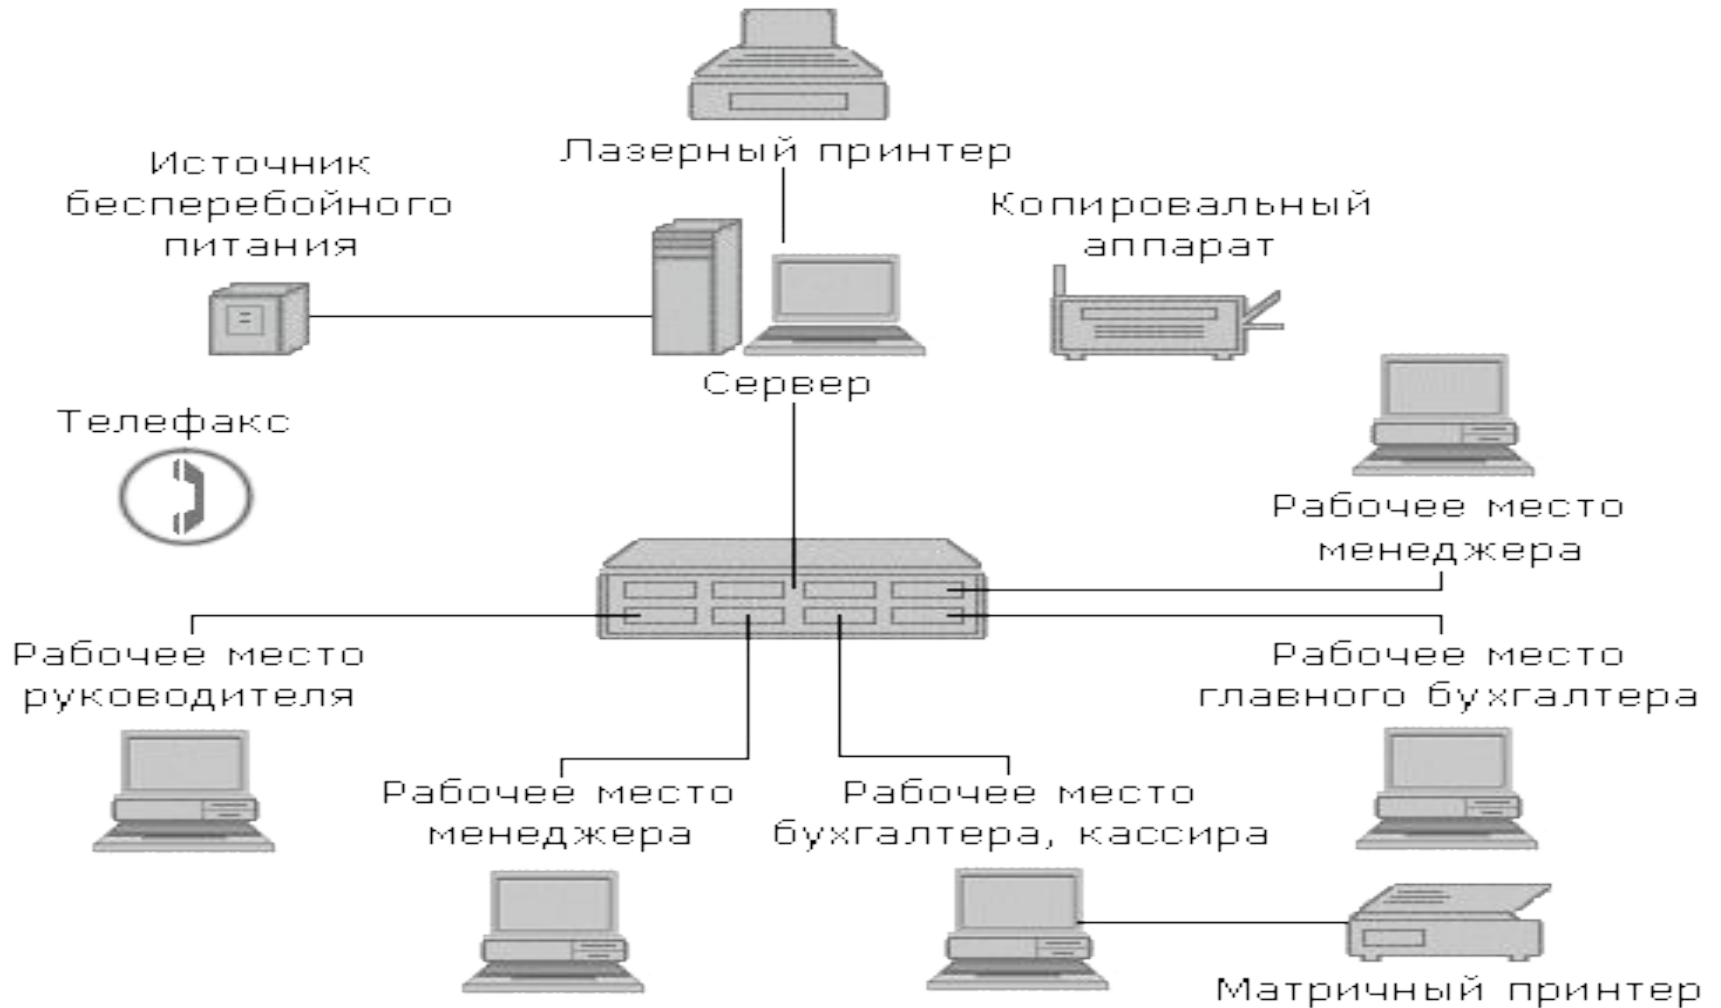 Лазерный принтер
Источник
бесперебойного
питания
Копировальный
аппарат
Сервер
Телефакс
Рабочее место
менеджера
Рабочее место
руководителя
Рабочее место
главного бухгалтера
Рабочее место
менеджера
Рабочее место
бухгалтера, кассира
Матричный принтер